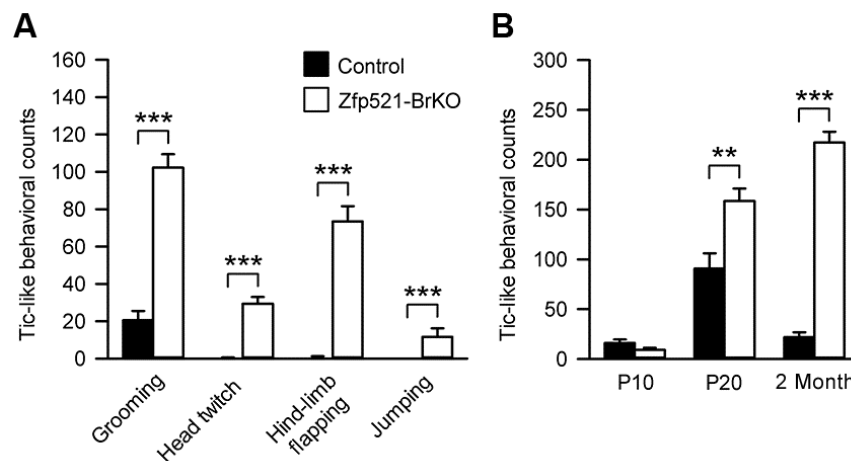 A
Tic-like behavioral counts
160
140
120
100
80
60
40
20
0
***
***
***
***
Control
Zfp521-BrKO
Grooming
Head twitch
Hind-limb
flapping
Jumping
B
Tic-like behavioral counts
300
250
200
150
100
50
0
**
***
P10
P20
2 Month